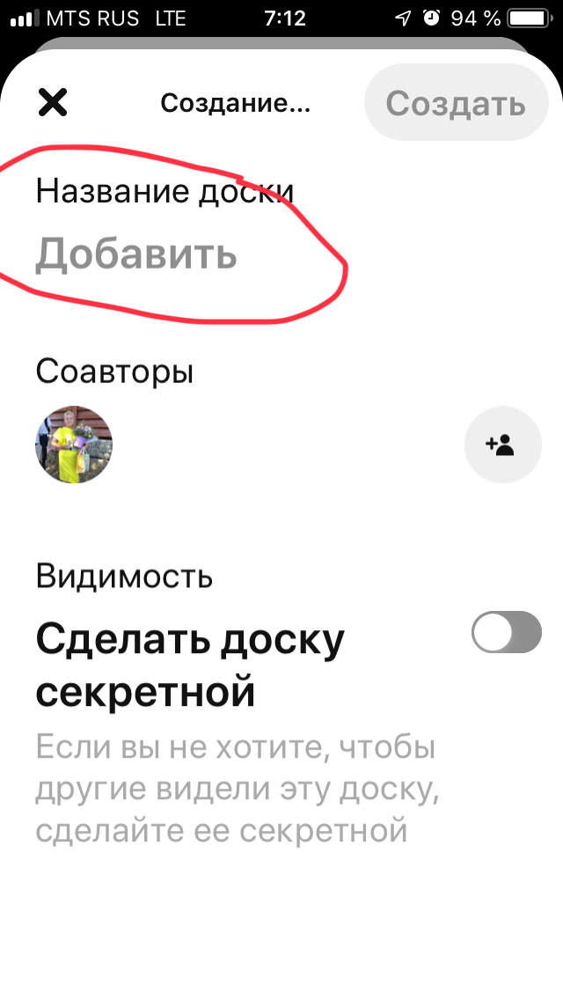 MTS RUS LTE 7:12 94 %
Создание... Создать
Название доски
Добавить
Соавторы
Видимость
Сделать доску
секретной
Если вы не хотите, чтобы
другие видели эту доску,
сделайте ее секретной